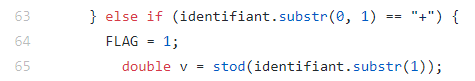 63 } else if (identifiant.substr(0, 1) == "+") {
64 FLAG = 1;
65 double v = stod(identifiant.substr(1));